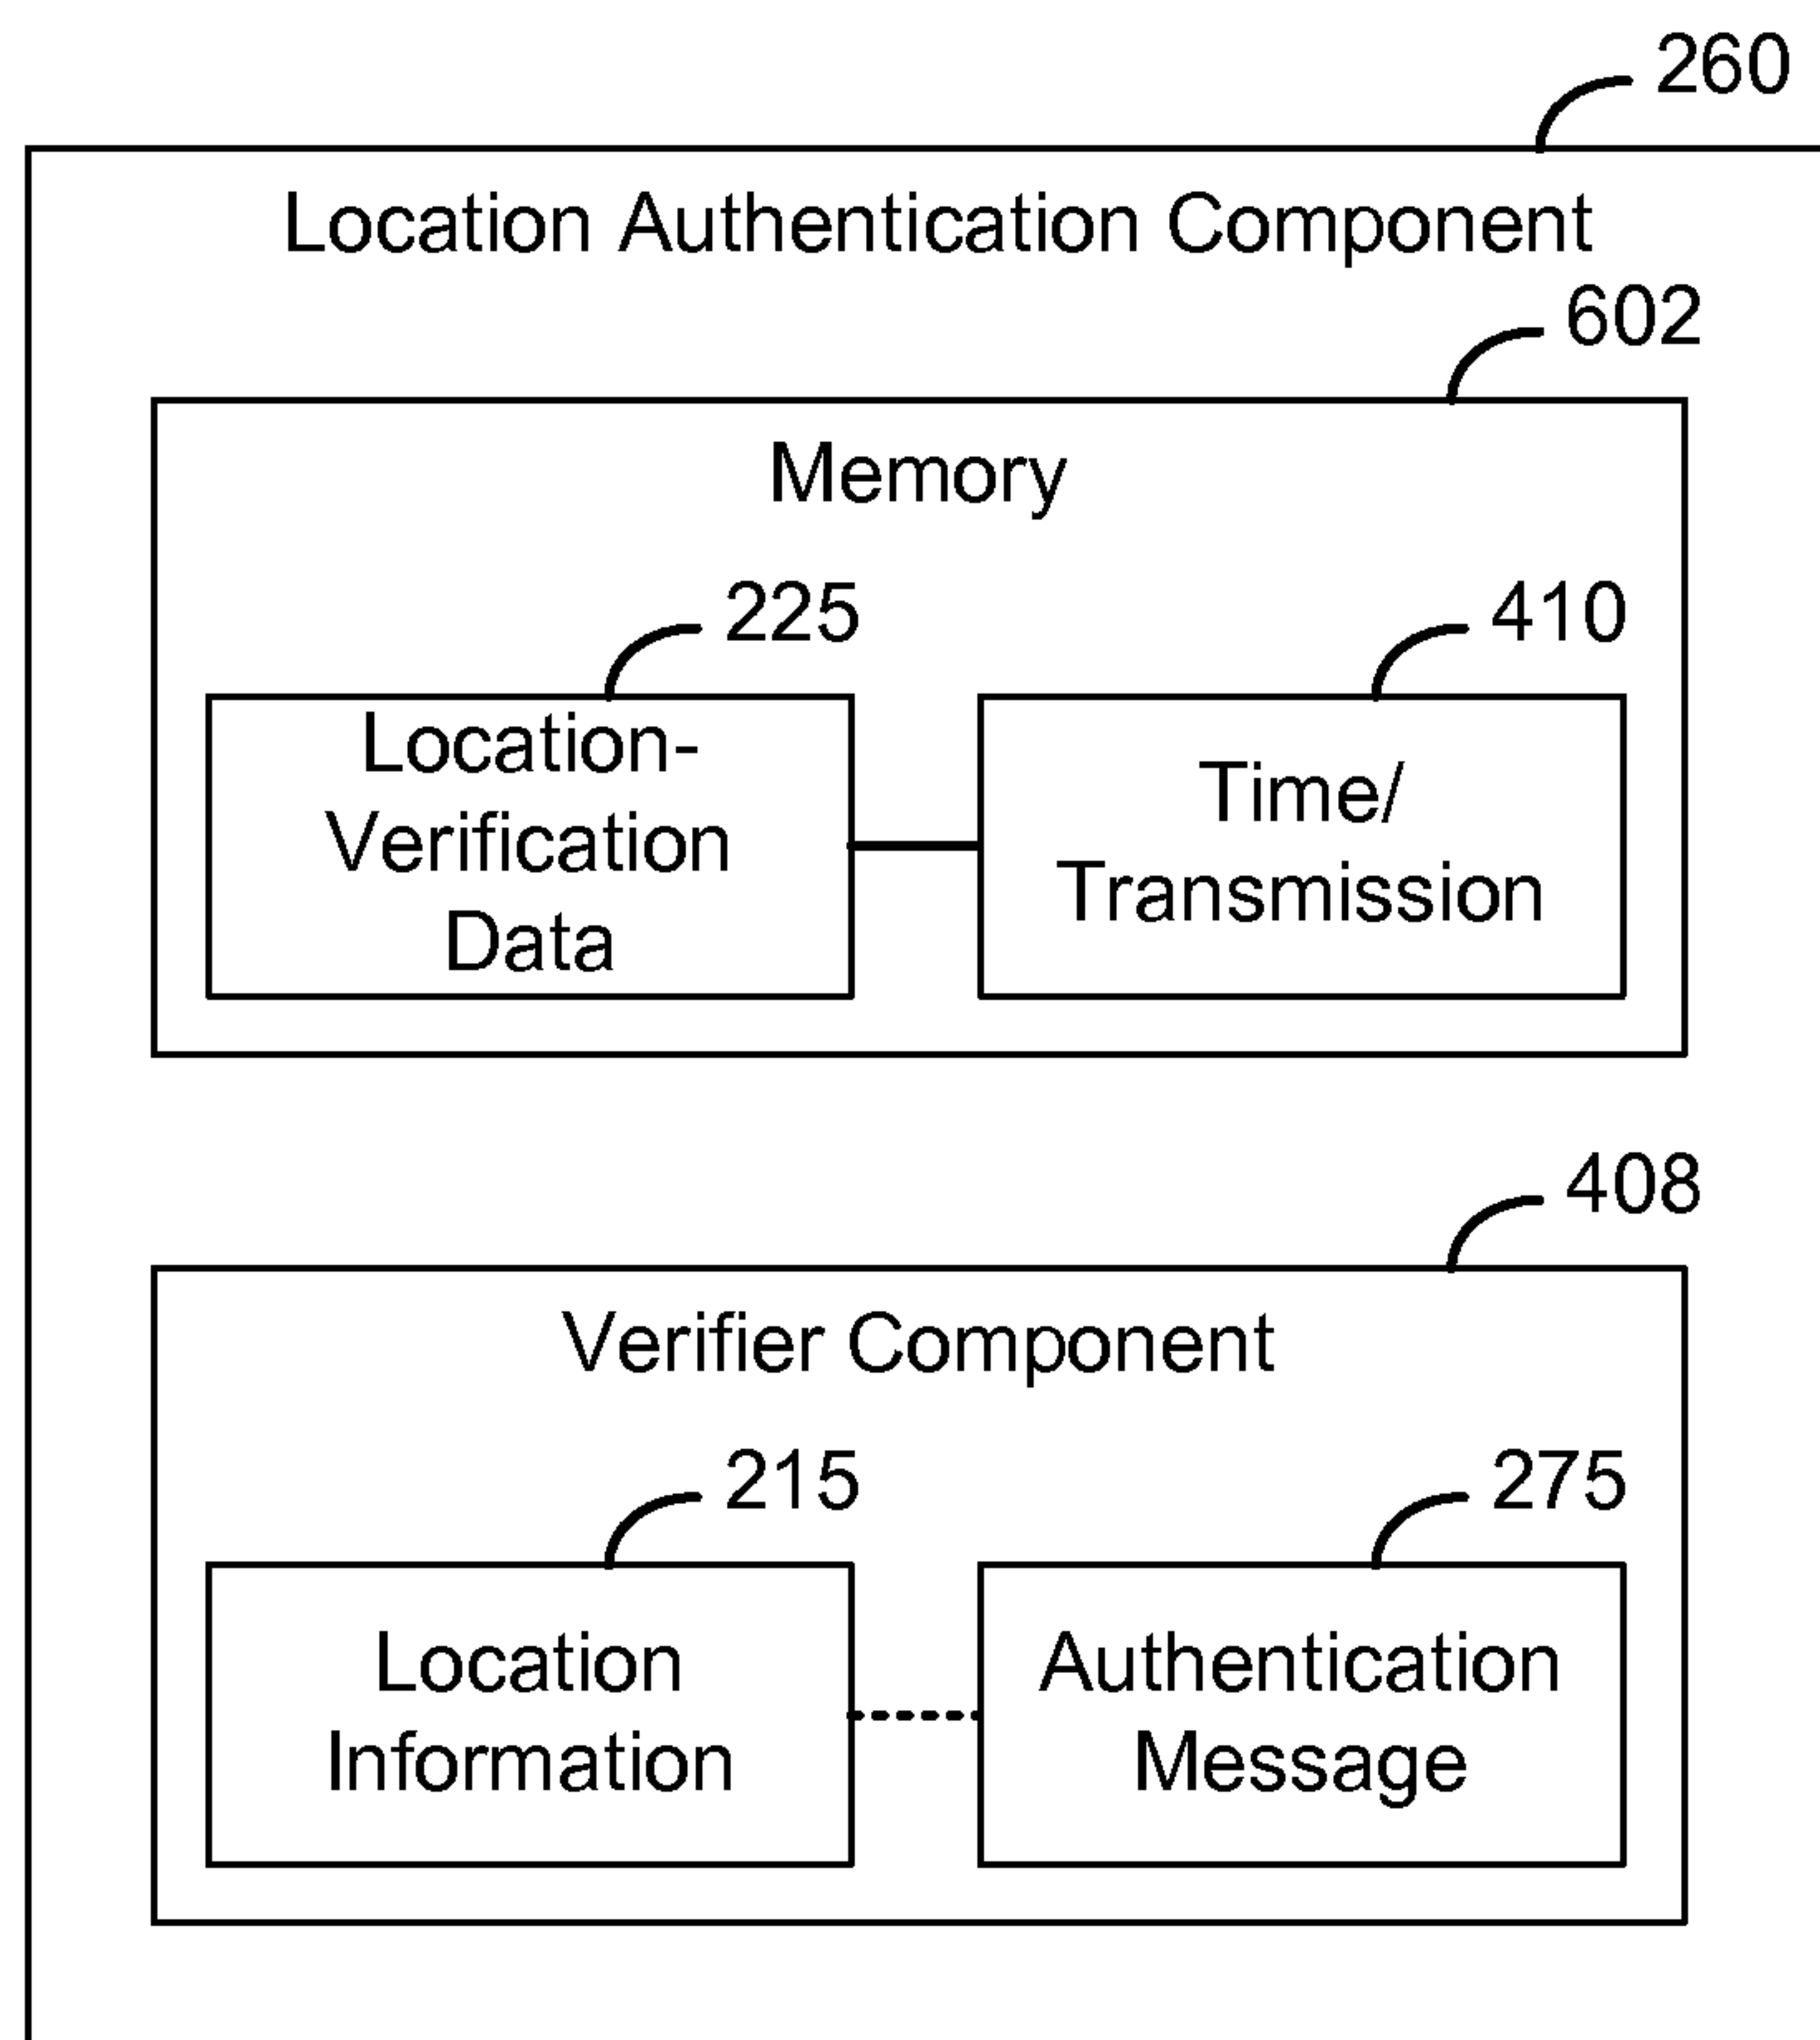 260
Location Authentication Component
602
Memory
225
410
Location-
Verification
Data
Time/
Transmission
408
Verifier Component
215
275
Location
Information
Authentication
Message